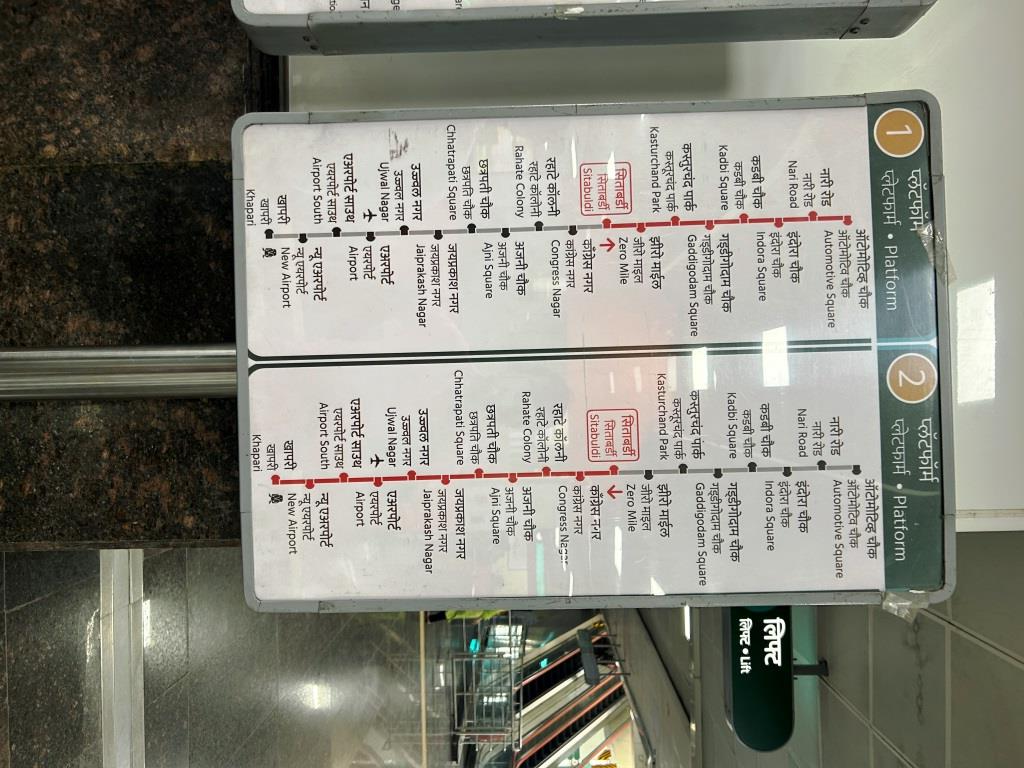 1
प्लॅटफॉर्म
प्लेटफार्म • Platform
ऑटोमोटिव्ह चौक
ऑटोमोटिव चौक
Automotive Square
नारी रोड
नारी रोड
Nari Road
इंदोरा चौक
इंदोरा चौक
Indora Square
कडबी चौक
कडबी चौक
Kadbi Square
गड्डीगोदाम चौक
गड्डीगोदाम चौक
Gaddigodam Square
कस्तुरचंद पार्क
कस्तूरचंद पार्क
Kasturchand Park
झीरो माईल
जीरो माइल
Zero Mile
सिताबर्डी
सिताबर्डी
Sitabuldi
काँग्रेस नगर
कांग्रेस नगर
Congress Nagar
रहाटे कॉलनी
रहाटे कॉलोनी
Rahate Colony
अजनी चौक
अजनी चौक
Ajni Square
छत्रपती चौक
छत्रपति चौक
Chhatrapati Square
जयप्रकाश नगर
जयप्रकाश नगर
Jaiprakash Nagar
उज्वल नगर
उज्वल नगर
Ujwal Nagar
एअरपोर्ट
एयरपोर्ट
Airport
एअरपोर्ट साउथ
एयरपोर्ट साउथ
Airport South
न्यू एअरपोर्ट
न्यू एयरपोर्ट
New Airport
खापरी
खापरी
Khapari
2
प्लॅटफॉर्म
प्लेटफार्म • Platform
ऑटोमोटिव्ह चौक
ऑटोमोटिव चौक
Automotive Square
नारी रोड
नारी रोड
Nari Road
इंदोरा चौक
इंदोरा चौक
Indora Square
कडबी चौक
कडबी चौक
Kadbi Square
गड्डीगोदाम चौक
गड्डीगोदाम चौक
Gaddigodam Square
कस्तुरचंद पार्क
कस्तूरचंद पार्क
Kasturchand Park
झीरो माईल
जीरो माइल
Zero Mile
सिताबर्डी
सिताबर्डी
Sitabuldi
काँग्रेस नगर
कांग्रेस नगर
Congress Nagar
रहाटे कॉलनी
रहाटे कॉलोनी
Rahate Colony
अजनी चौक
अजनी चौक
Ajni Square
छत्रपती चौक
छत्रपति चौक
Chhatrapati Square
जयप्रकाश नगर
जयप्रकाश नगर
Jaiprakash Nagar
उज्वल नगर
उज्वल नगर
Ujwal Nagar
एअरपोर्ट
एयरपोर्ट
Airport
एअरपोर्ट साउथ
एयरपोर्ट साउथ
Airport South
न्यू एअरपोर्ट
न्यू एयरपोर्ट
New Airport
खापरी
खापरी
Khapari
लिफ्ट
लिफ्ट • Lift